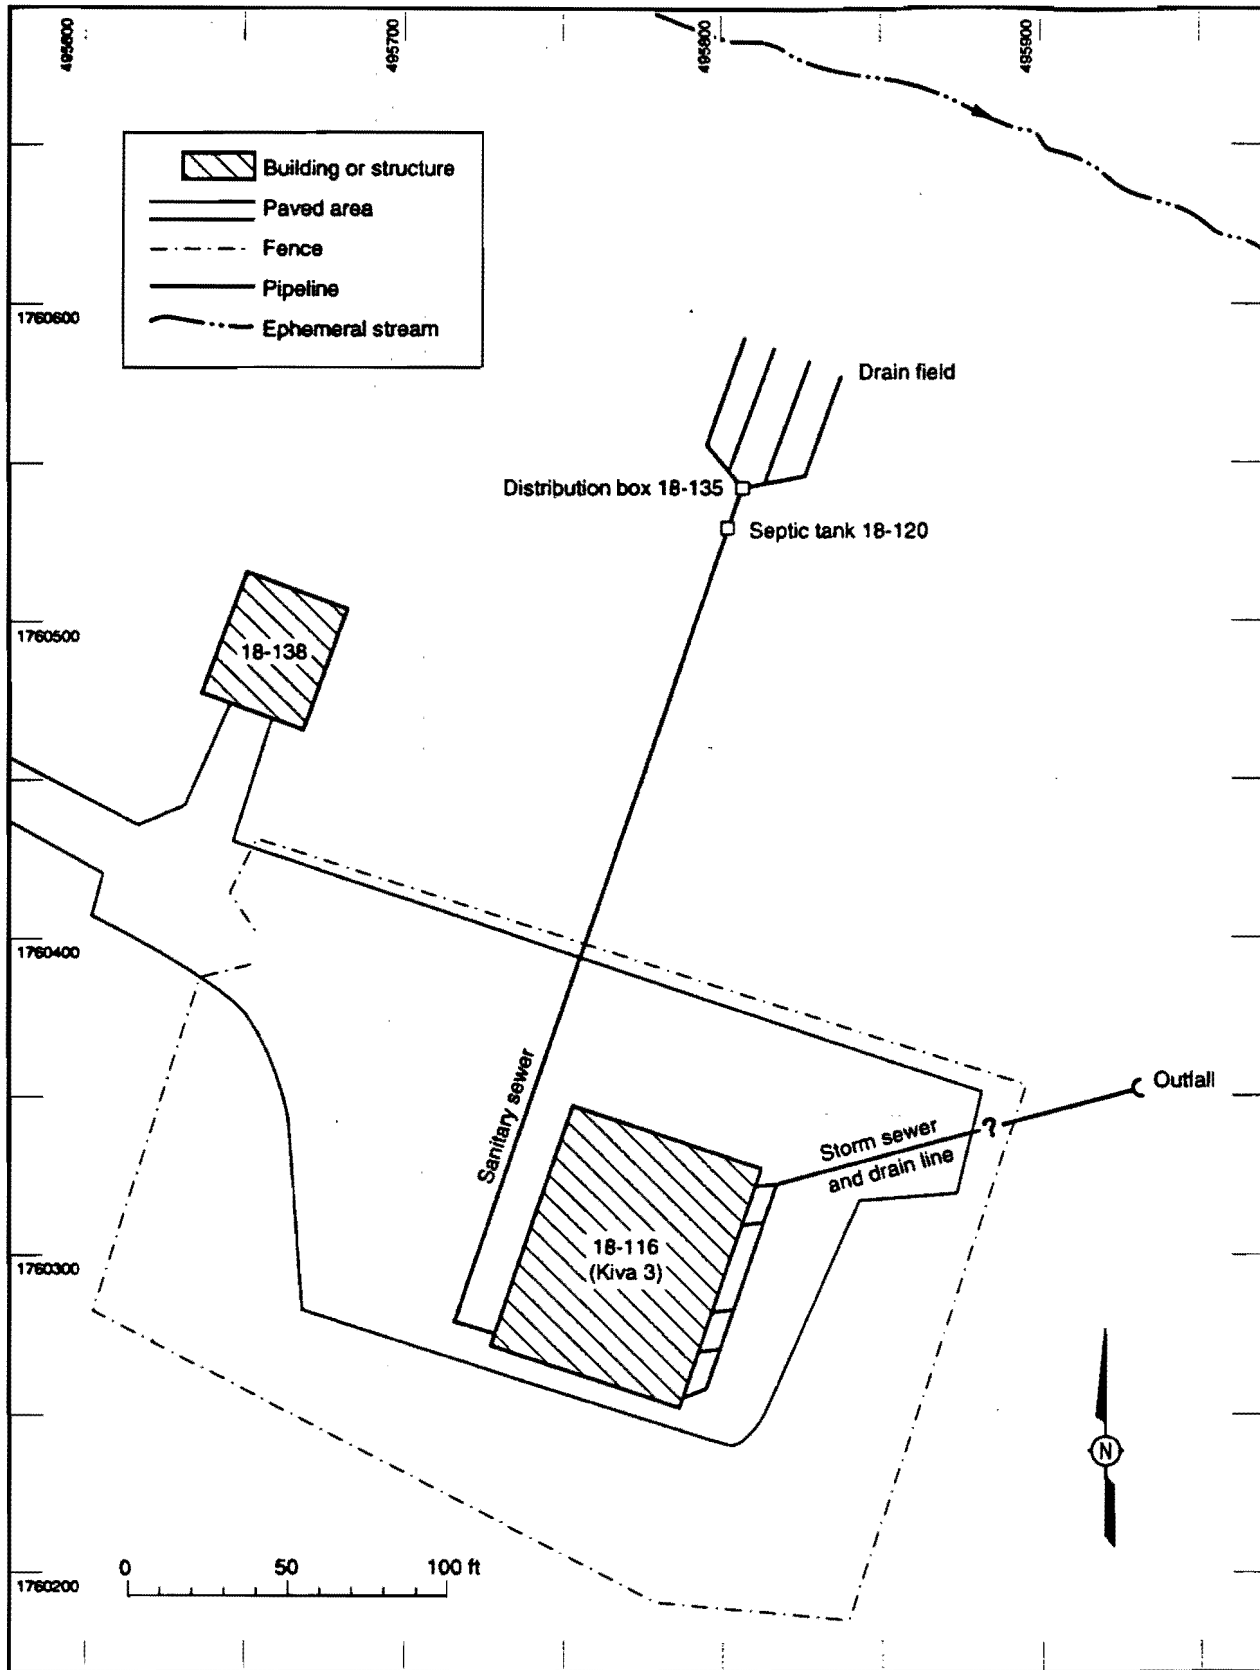 495600
495700
495800
495900
Building or structure
Paved area
Fence
Pipeline
Ephemeral stream
1760600
Drain field
Distribution box 18-135
Septic tank 18-120
1760500
18-138
1760400
Sanitary sewer
Outfall
?
Storm sewer
and drain line
18-116
(Kiva 3)
1760300
N
0 50 100 ft
1760200